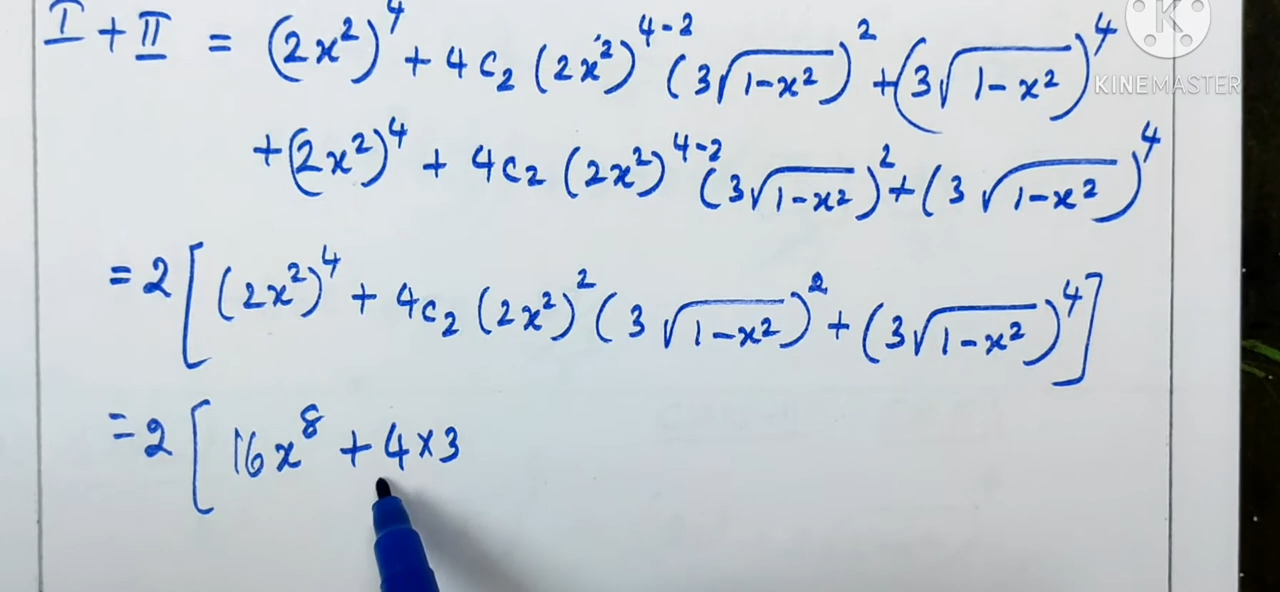 I + II = (2x²)⁴ + 4C₂ (2x²)⁴⁻² (3√(1-x²))² + (3√(1-x²))⁴
+ (2x²)⁴ + 4C₂ (2x²)⁴⁻² (3√(1-x²))² + (3√(1-x²))⁴
= 2 [ (2x²)⁴ + 4C₂ (2x²)² (3√(1-x²))² + (3√(1-x²))⁴ ]
= 2 [ 16x⁸ + 4×3
K
KINEMASTER